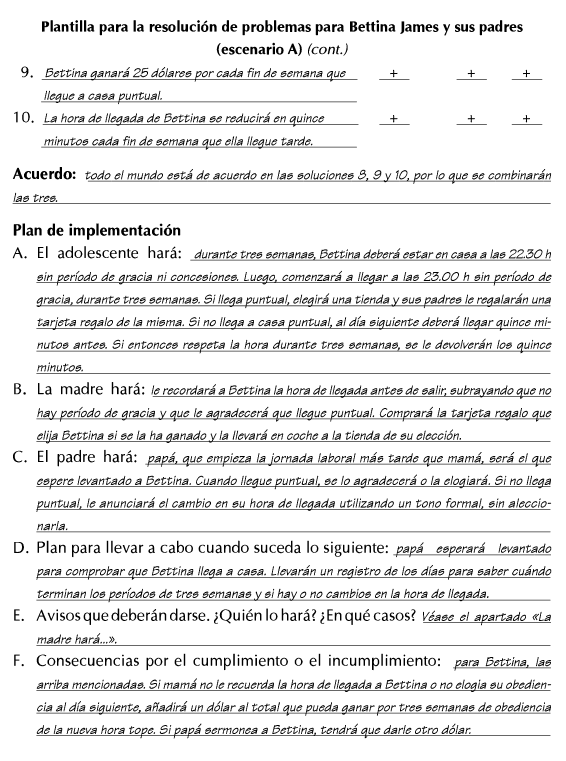 Plantilla para la resolución de problemas para Bettina James y sus padres
(escenario A) (cont.)
9. Bettina ganará 25 dólares por cada fin de semana que + + +
llegue a casa puntual.
10. La hora de llegada de Bettina se reducirá en quince + + +
minutos cada fin de semana que ella llegue tarde.
Acuerdo: todo el mundo está de acuerdo en las soluciones 8, 9 y 10, por lo que se combinarán
las tres.
Plan de implementación
A. El adolescente hará: durante tres semanas, Bettina deberá estar en casa a las 22.30 h
sin período de gracia ni concesiones. Luego, comenzará a llegar a las 23.00 h sin período de
gracia, durante tres semanas. Si llega puntual, elegirá una tienda y sus padres le regalarán una
tarjeta regalo de la misma. Si no llega a casa puntual, al día siguiente deberá llegar quince mi-
nutos antes. Si entonces respeta la hora durante tres semanas, se le devolverán los quince
minutos.
B. La madre hará: le recordará a Bettina la hora de llegada antes de salir, subrayando que no
hay período de gracia y que le agradecerá que llegue puntual. Comprará la tarjeta regalo que
elija Bettina si se la ha ganado y la llevará en coche a la tienda de su elección.
C. El padre hará: papá, que empieza la jornada laboral más tarde que mamá, será el que
espere levantado a Bettina. Cuando llegue puntual, se lo agradecerá o la elogiará. Si no llega
puntual, le anunciará el cambio en su hora de llegada utilizando un tono formal, sin aleccio-
narla.
D. Plan para llevar a cabo cuando suceda lo siguiente: papá esperará levantado
para comprobar que Bettina llega a casa. Llevarán un registro de los días para saber cuándo
terminan los períodos de tres semanas y si hay o no cambios en la hora de llegada.
E. Avisos que deberán darse. ¿Quién lo hará? ¿En qué casos? Véase el apartado «La
madre hará...».
F. Consecuencias por el cumplimiento o el incumplimiento: para Bettina, las
arriba mencionadas. Si mamá no le recuerda la hora de llegada a Bettina o no elogia su obedien-
cia al día siguiente, añadirá un dólar al total que pueda ganar por tres semanas de obediencia
de la nueva hora tope. Si papá sermonea a Bettina, tendrá que darle otro dólar.